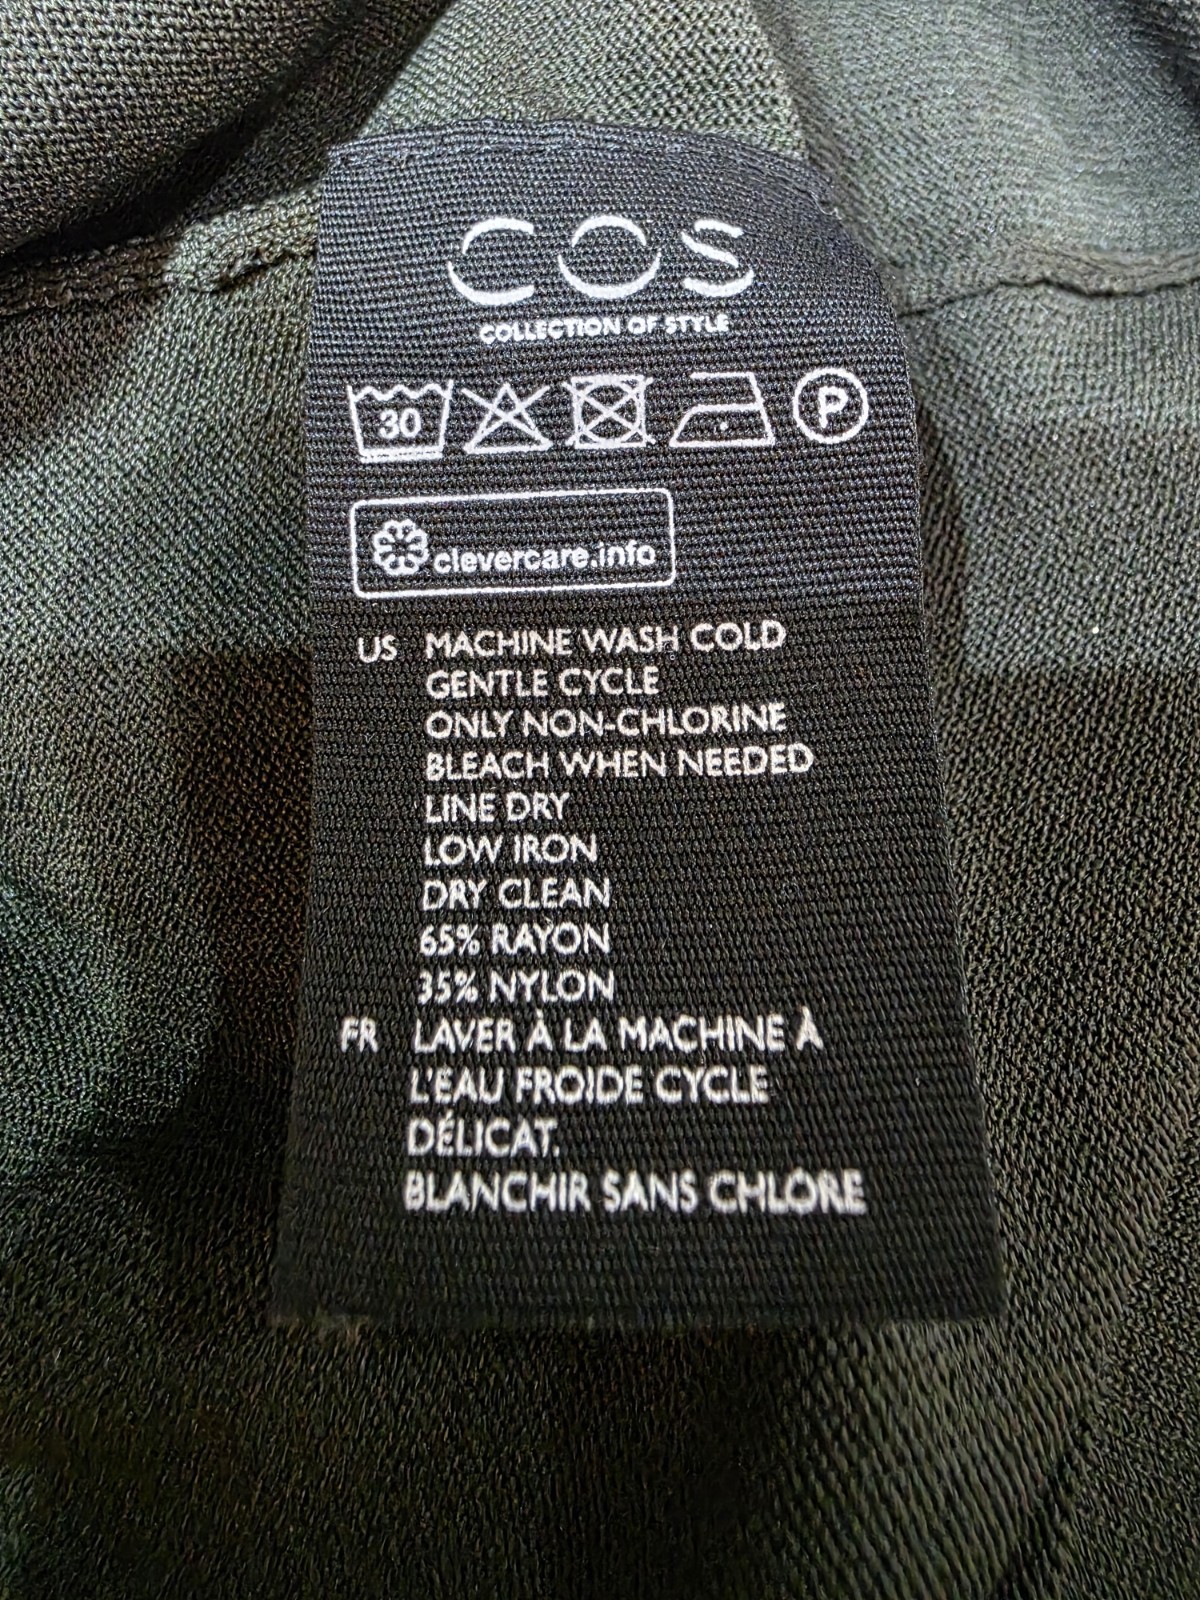 COS
COLLECTION OF STYLE
30 P
clevercare.info
US MACHINE WASH COLD
GENTLE CYCLE
ONLY NON-CHLORINE
BLEACH WHEN NEEDED
LINE DRY
LOW IRON
DRY CLEAN
65% RAYON
35% NYLON
FR LAVER À LA MACHINE À
L'EAU FROIDE CYCLE
DÉLICAT.
BLANCHIR SANS CHLORE